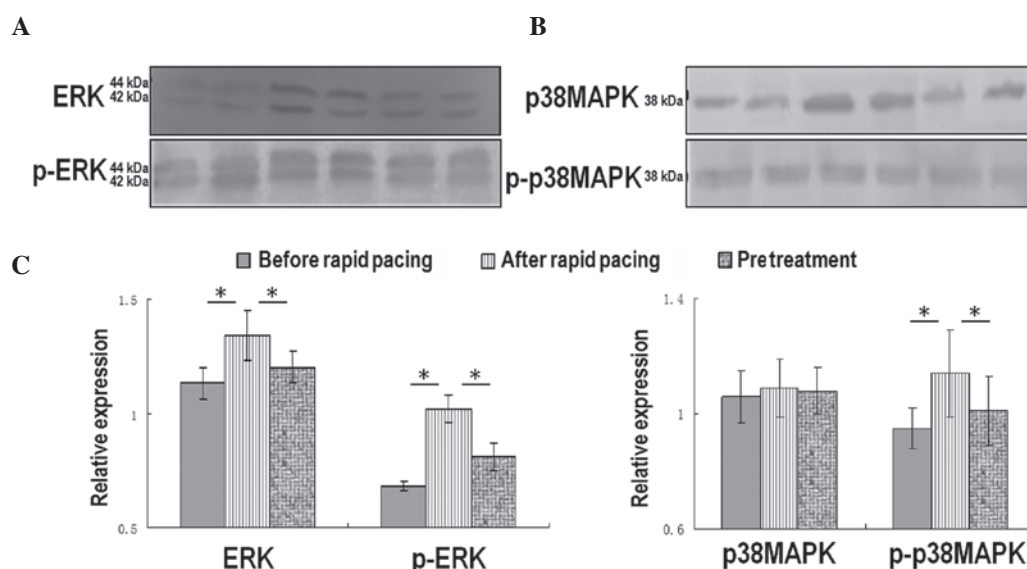 A
B
ERK
44 kDa
42 kDa
p-ERK
44 kDa
42 kDa
p38MAPK
38 kDa
p-p38MAPK
38 kDa
C
Before rapid pacing
After rapid pacing
Pretreatment
Relative expression
1.5
1
0.5
* *
* *
ERK
p-ERK
Relative expression
1.4
1
0.6
* *
p38MAPK
p-p38MAPK